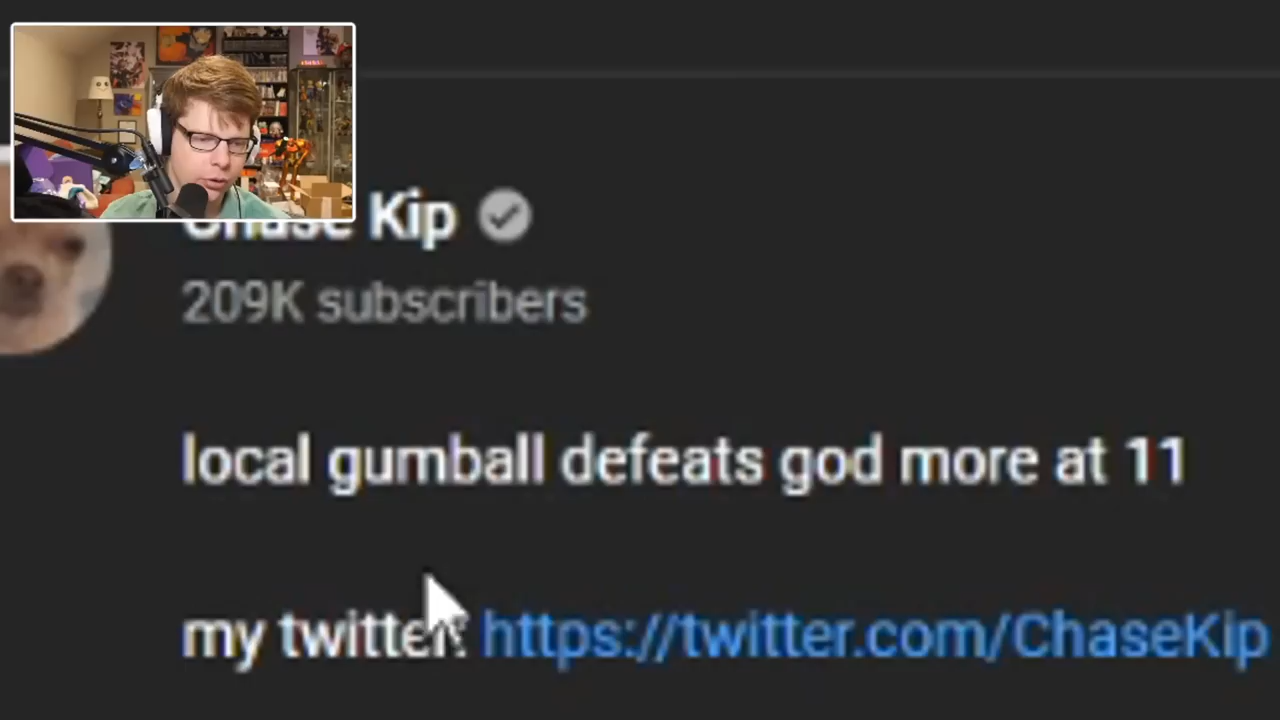 Chase Kip
209K subscribers
local gumball defeats god more at 11
my twitter: https://twitter.com/ChaseKip